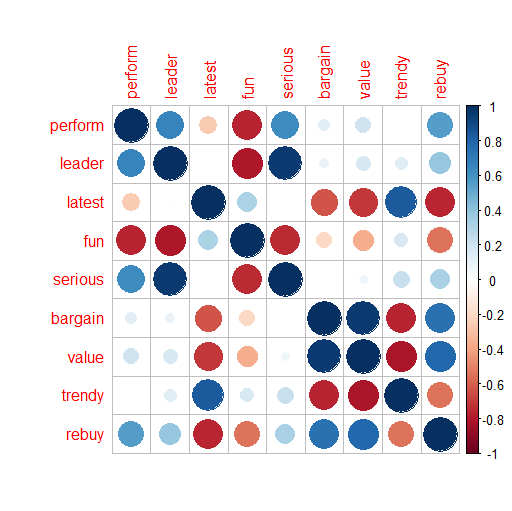 perform leader latest fun serious bargain value trendy rebuy
perform
leader
latest
fun
serious
bargain
value
trendy
rebuy
1
0.8
0.6
0.4
0.2
0
-0.2
-0.4
-0.6
-0.8
-1